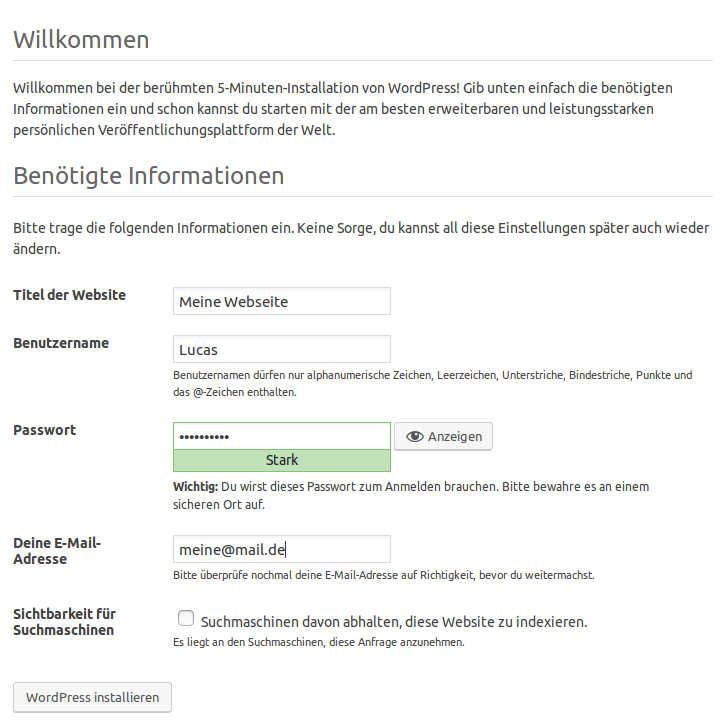 Willkommen
Willkommen bei der berühmten 5-Minuten-Installation von WordPress! Gib unten einfach die benötigten
Informationen ein und schon kannst du starten mit der am besten erweiterbaren und leistungsstarken
persönlichen Veröffentlichungsplattform der Welt.
Benötigte Informationen
Bitte trage die folgenden Informationen ein. Keine Sorge, du kannst all diese Einstellungen später auch wieder
ändern.
Titel der Website
Meine Webseite
Benutzername
Lucas
Benutzernamen dürfen nur alphanumerische Zeichen, Leerzeichen, Unterstriche, Bindestriche, Punkte und
das @-Zeichen enthalten.
Passwort
••••••••••
Anzeigen
Stark
Wichtig: Du wirst dieses Passwort zum Anmelden brauchen. Bitte bewahre es an einem
sicheren Ort auf.
Deine E-Mail-
Adresse
meine@mail.de
Bitte überprüfe nochmal deine E-Mail-Adresse auf Richtigkeit, bevor du weitermachst.
Sichtbarkeit für
Suchmaschinen
Suchmaschinen davon abhalten, diese Website zu indexieren.
Es liegt an den Suchmaschinen, diese Anfrage anzunehmen.
WordPress installieren